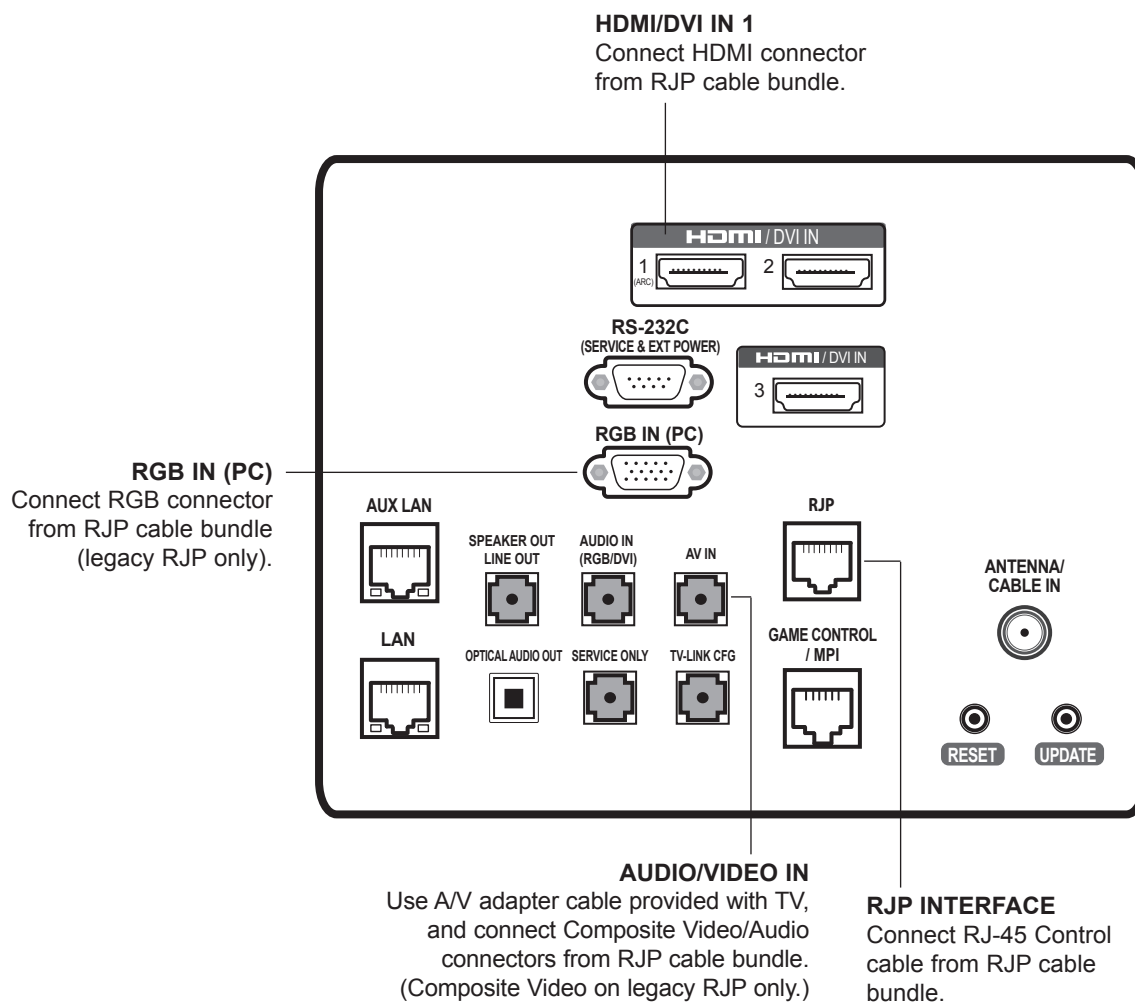 HDMI/DVI IN 1
Connect HDMI connector
from RJP cable bundle.
HDMI / DVI IN
1
(ARC)
2
RS-232C
(SERVICE & EXT POWER)
HDMI / DVI IN
3
RGB IN (PC)
RGB IN (PC)
Connect RGB connector
from RJP cable bundle
(legacy RJP only).
AUX LAN
SPEAKER OUT
LINE OUT
AUDIO IN
(RGB/DVI)
AV IN
RJP
ANTENNA/
CABLE IN
LAN
OPTICAL AUDIO OUT
SERVICE ONLY
TV-LINK CFG
GAME CONTROL
/ MPI
RESET
UPDATE
AUDIO/VIDEO IN
Use A/V adapter cable provided with TV,
and connect Composite Video/Audio
connectors from RJP cable bundle.
(Composite Video on legacy RJP only.)
RJP INTERFACE
Connect RJ-45 Control
cable from RJP cable
bundle.